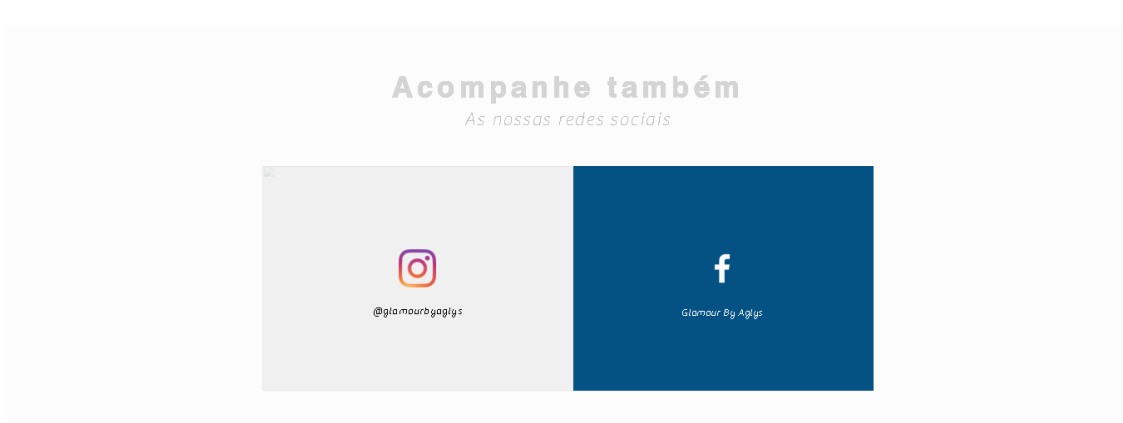 Acompanhe também
As nossas redes sociais
@glamourbyaglys
Glamour By Aglys